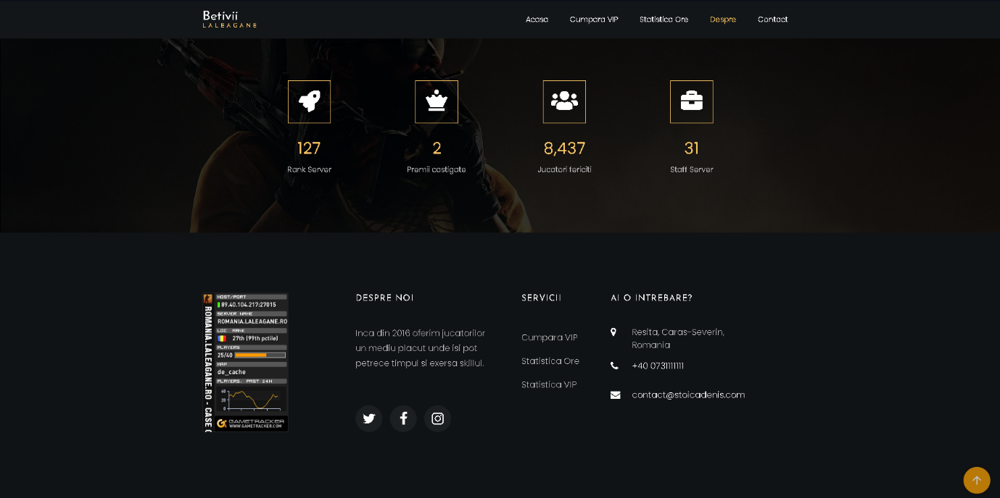 Betivii
LALEAGANE
Acasa
Cumpara VIP
Statistica Ore
Despre
Contact
127
Rank Server
2
Premii castigate
8,437
Jucatori fericiti
31
Staff Server
ROMANIA.LALEAGANE.RO - CASE
HOST/PORT
89.40.104.217:27015
SERVER NAME
ROMANIA.LALEAGANE.RO
LOC RANK
27th (99th pctile)
PLAYERS
25/40
MAP
de_cache
PLAYERS, PAST 24H
40
20
0
GAMETRACKER
WWW.GAMETRACKER.COM
DESPRE NOI
Inca din 2016 oferim jucatorilor
un mediu placut unde isi pot
petrece timpul si exersa skillul.
SERVICII
Cumpara VIP
Statistica Ore
Statistica VIP
AI O INTREBARE?
Resita, Caras-Severin,
Romania
+40 0731111111
contact@stoicadenis.com